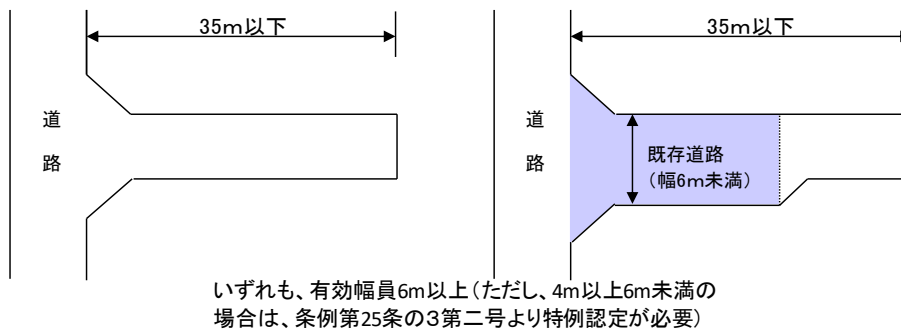 35m以下
35m以下
道
路
道
路
既存道路
(幅6m未満)
いずれも、有効幅員6m以上(ただし、4m以上6m未満の
場合は、条例第25条の3第二号より特例認定が必要)